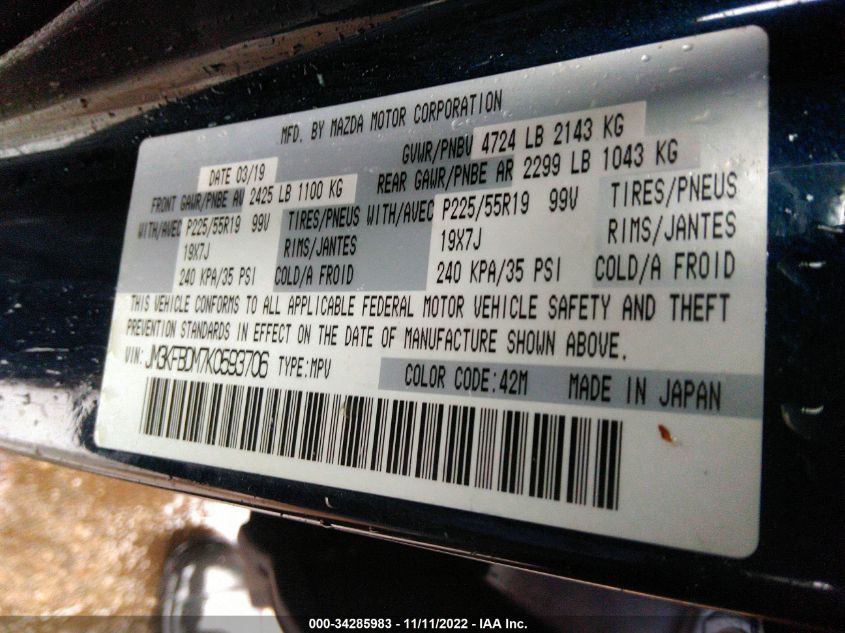 MFD. BY MAZDA MOTOR CORPORATION
DATE 03/19 GVWR/PNBV 4724 LB 2143 KG
FRONT GAWR/PNBE AV 2425 LB 1100 KG REAR GAWR/PNBE AR 2299 LB 1043 KG
WITH/AVEC P225/55R19 99V TIRES/PNEUS WITH/AVEC P225/55R19 99V TIRES/PNEUS
19X7J RIMS/JANTES 19X7J RIMS/JANTES
240 KPA/35 PSI COLD/A FROID 240 KPA/35 PSI COLD/A FROID
THIS VEHICLE CONFORMS TO ALL APPLICABLE FEDERAL MOTOR VEHICLE SAFETY AND THEFT
PREVENTION STANDARDS IN EFFECT ON THE DATE OF MANUFACTURE SHOWN ABOVE.
VIN: JM3KFBDM7K0593706 TYPE:MPV COLOR CODE:42M MADE IN JAPAN
000-34285983 - 11/11/2022 - IAA Inc.